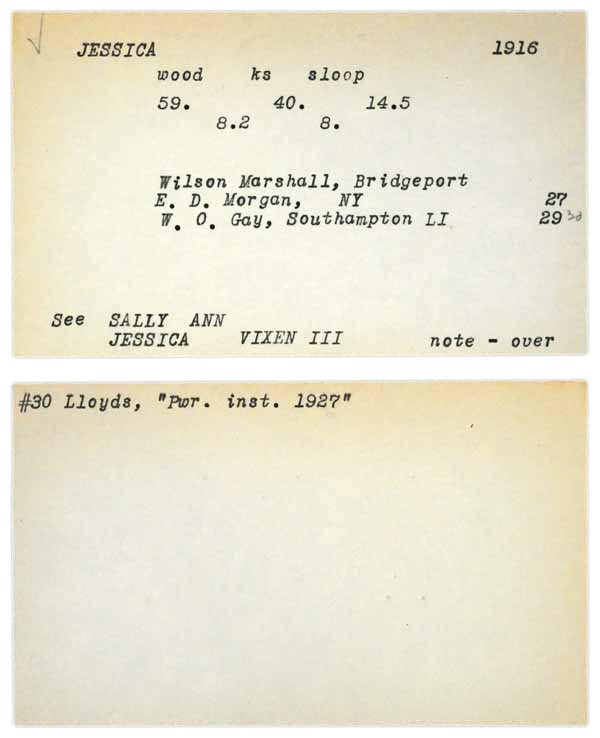 JESSICA 1916
wood ks sloop
59. 40. 14.5
8.2 8.
Wilson Marshall, Bridgeport
E. D. Morgan, NY 27
W. O. Gay, Southampton LI 29 30
See SALLY ANN
JESSICA VIXEN III note - over
#30 Lloyds, "Pwr. inst. 1927"